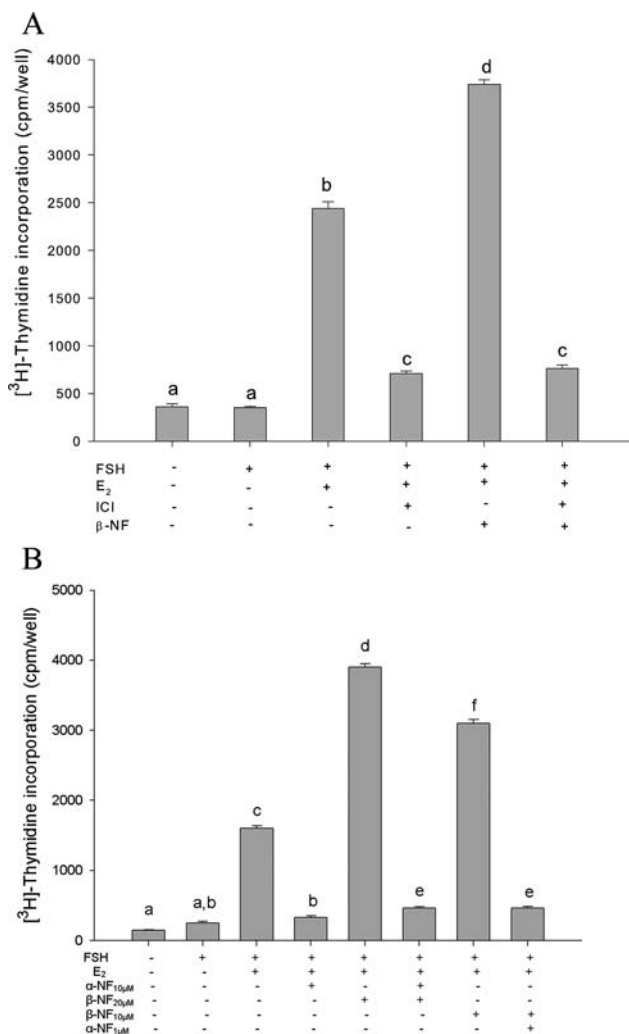 A
[³H]-Thymidine incorporation (cpm/well)
4000
3500
3000
2500
2000
1500
1000
500
0
a a b c d c
FSH - + + + + +
E₂ - - + + + +
ICI - - - + - +
β-NF - - - - + +
B
[³H]-Thymidine incorporation (cpm/well)
5000
4000
3000
2000
1000
0
a a,b c b d e f e
FSH - + + + + + + +
E₂ - - + + + + + +
α-NF10µM - - - + - + - -
β-NF20µM - - - - + + - -
β-NF10µM - - - - - - + +
α-NF1µM - - - - - - - +